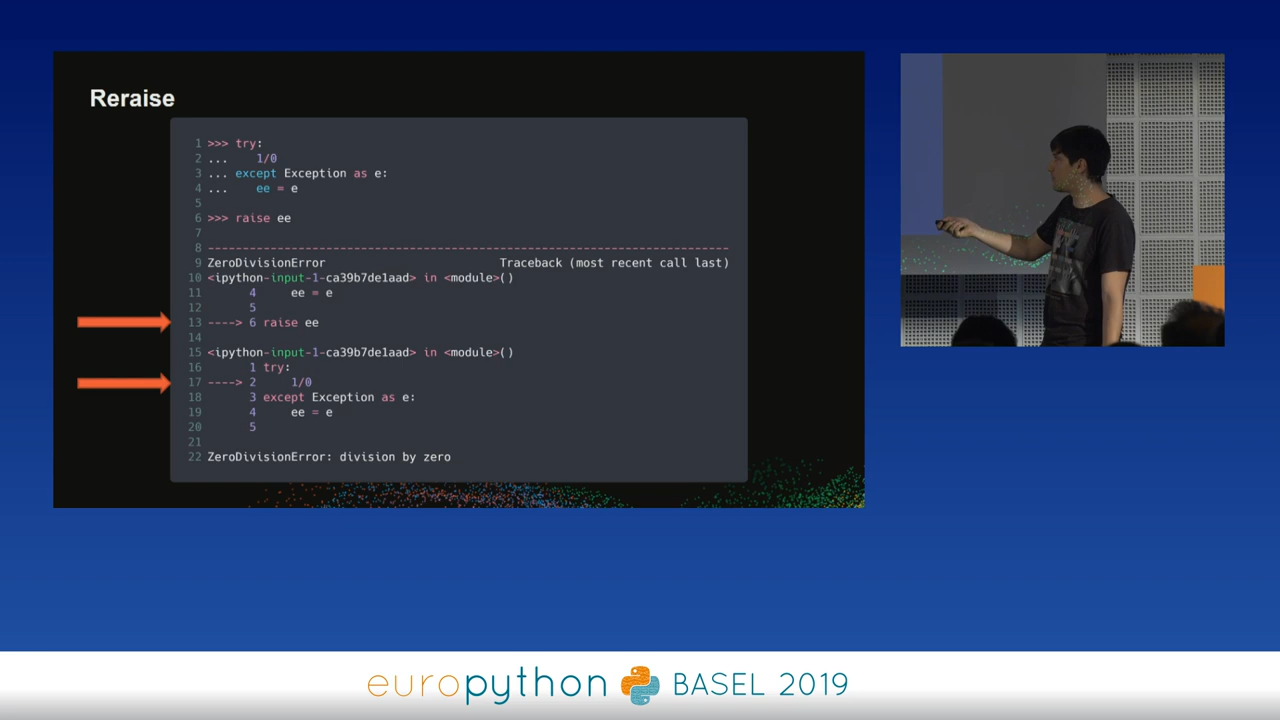 Reraise
1 >>> try:
2 ...    1/0
3 ... except Exception as e:
4 ...    ee = e
5
6 >>> raise ee
7
8 ---------------------------------------------------------------------------
9 ZeroDivisionError                         Traceback (most recent call last)
10 <ipython-input-1-ca39b7de1aad> in <module>()
11       4     ee = e
12       5
13 ----> 6 raise ee
14
15 <ipython-input-1-ca39b7de1aad> in <module>()
16       1 try:
17 ----> 2     1/0
18       3 except Exception as e:
19       4     ee = e
20       5
21
22 ZeroDivisionError: division by zero
europython BASEL 2019